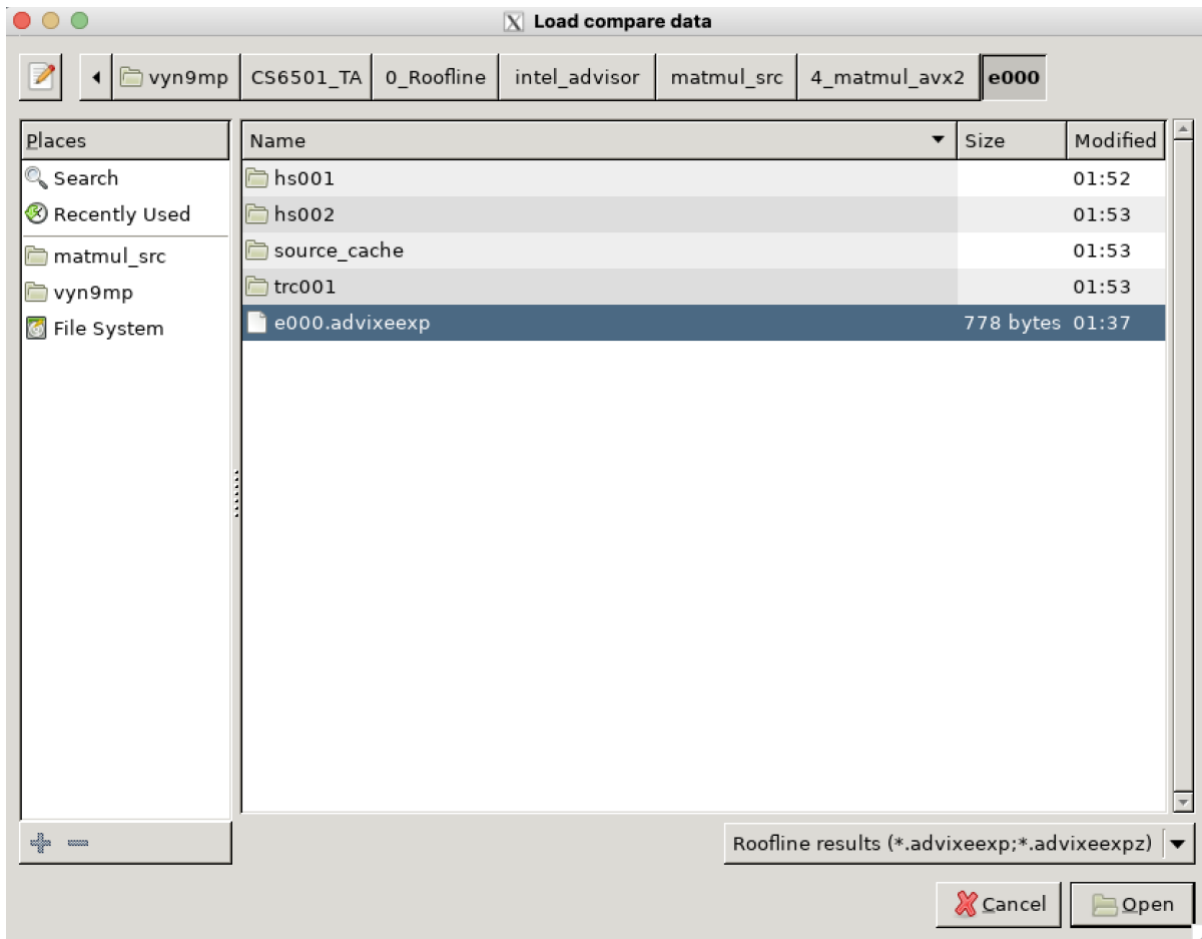 Load compare data
vyn9mp CS6501_TA 0_Roofline intel_advisor matmul_src 4_matmul_avx2 e000
Places
Search
Recently Used
matmul_src
vyn9mp
File System
Name Size Modified
hs001 01:52
hs002 01:53
source_cache 01:53
trc001 01:53
e000.advixeexp 778 bytes 01:37
Roofline results (*.advixeexp;*.advixeexpz)
Cancel Open